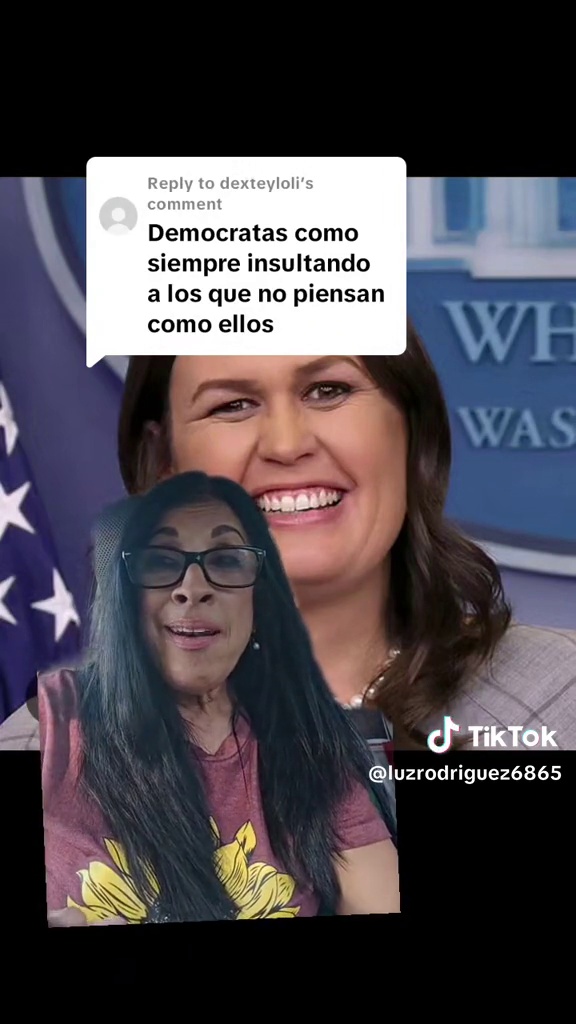 Reply to dexteyloli's
comment
Democratas como
siempre insultando
a los que no piensan
como ellos
WH
WAS
TikTok
@luzrodriguez6865